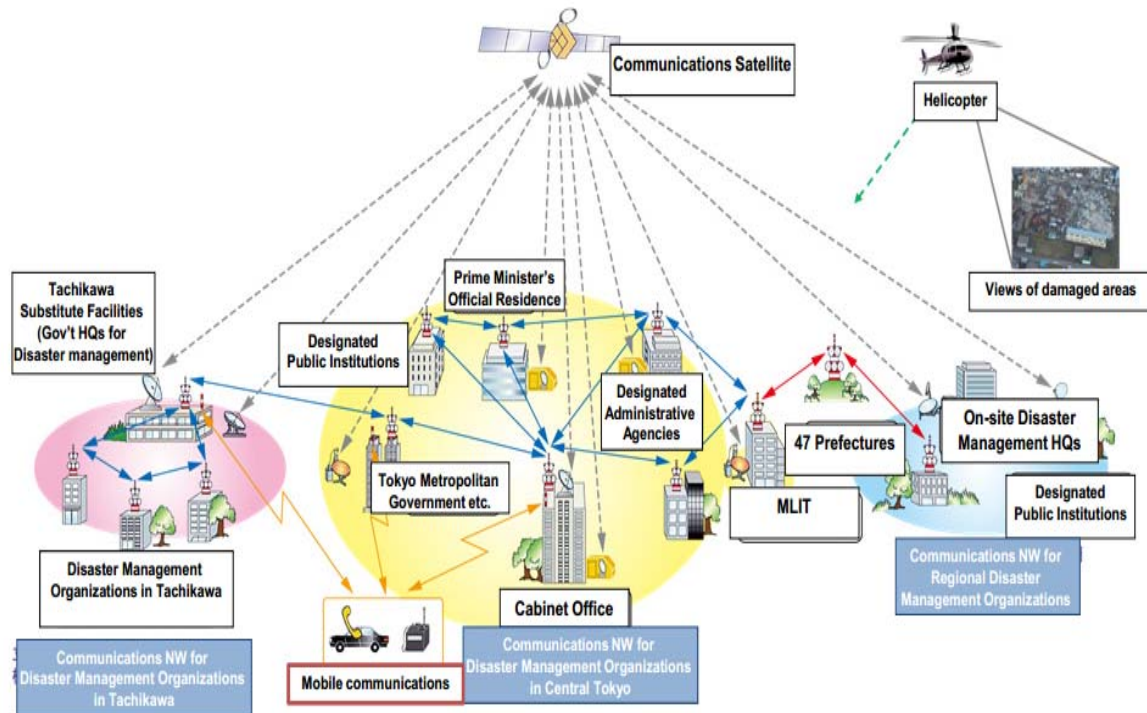 Communications Satellite
Helicopter
Views of damaged areas
Tachikawa
Substitute Facilities
(Gov't HQs for
Disaster management)
Prime Minister's
Official Residence
Designated
Public Institutions
Designated
Administrative
Agencies
Tokyo Metropolitan
Government etc.
47 Prefectures
MLIT
On-site Disaster
Management HQs
Designated
Public Institutions
Disaster Management
Organizations in Tachikawa
Cabinet Office
Mobile communications
Communications NW for
Disaster Management Organizations
in Tachikawa
Communications NW for
Disaster Management Organizations
in Central Tokyo
Communications NW for
Regional Disaster
Management Organizations